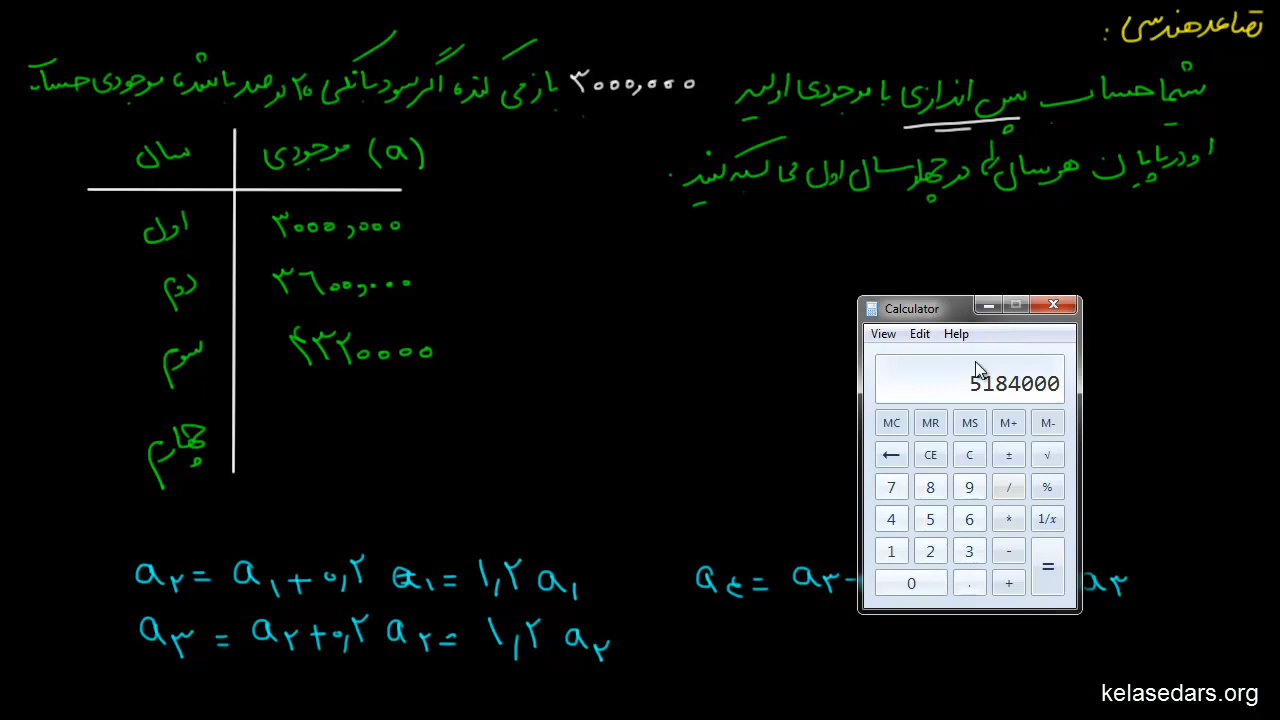 تصاعد هندسی :
شما حساب پس اندازی با موجودی اولیه ۳۰۰۰,۰۰۰ باز می کنید، اگر سود بانکی ۲۰ درصد باشد، موجودی حساب
او در پایان هر سال را در چهار سال اول محاسبه کنید .
سال موجودی (a)
اول ۳۰۰۰,۰۰۰
دوم ۳۶۰۰,۰۰۰
سوم ۴۳۲۰۰۰۰
چهارم
Calculator
View Edit Help
5184000
MC MR MS M+ M-
← CE C ± √
7 8 9 / %
4 5 6 * 1/x
1 2 3 - =
0 . +
a۲ = a۱ + ۰,۲ a۱ = ۱,۲ a۱
a۴ = a۳ a۳
a۳ = a۲ + ۰,۲ a۲ = ۱,۲ a۲
kelasedars.org